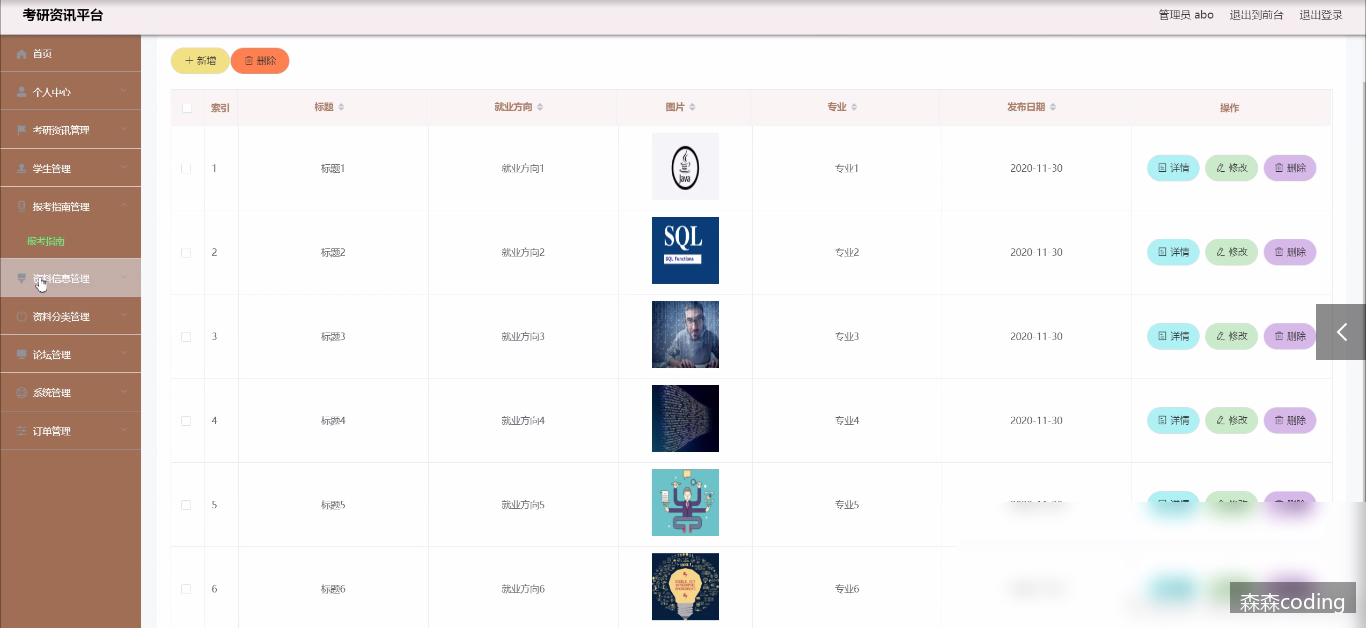 考研资讯平台
管理员 abo 退出到前台 退出登录
首页
个人中心
考研资讯管理
学生管理
报考指南管理
报考指南
资料信息管理
资料分类管理
论坛管理
系统管理
订单管理
新增 删除
索引 标题 就业方向 图片 专业 发布日期 操作
1 标题1 就业方向1 Java 专业1 2020-11-30 详情 修改 删除
2 标题2 就业方向2 SQL SQL Functions 专业2 2020-11-30 详情 修改 删除
3 标题3 就业方向3 专业3 2020-11-30 详情 修改 删除
4 标题4 就业方向4 专业4 2020-11-30 详情 修改 删除
5 标题5 就业方向5 专业5
6 标题6 就业方向6 专业6
森森coding